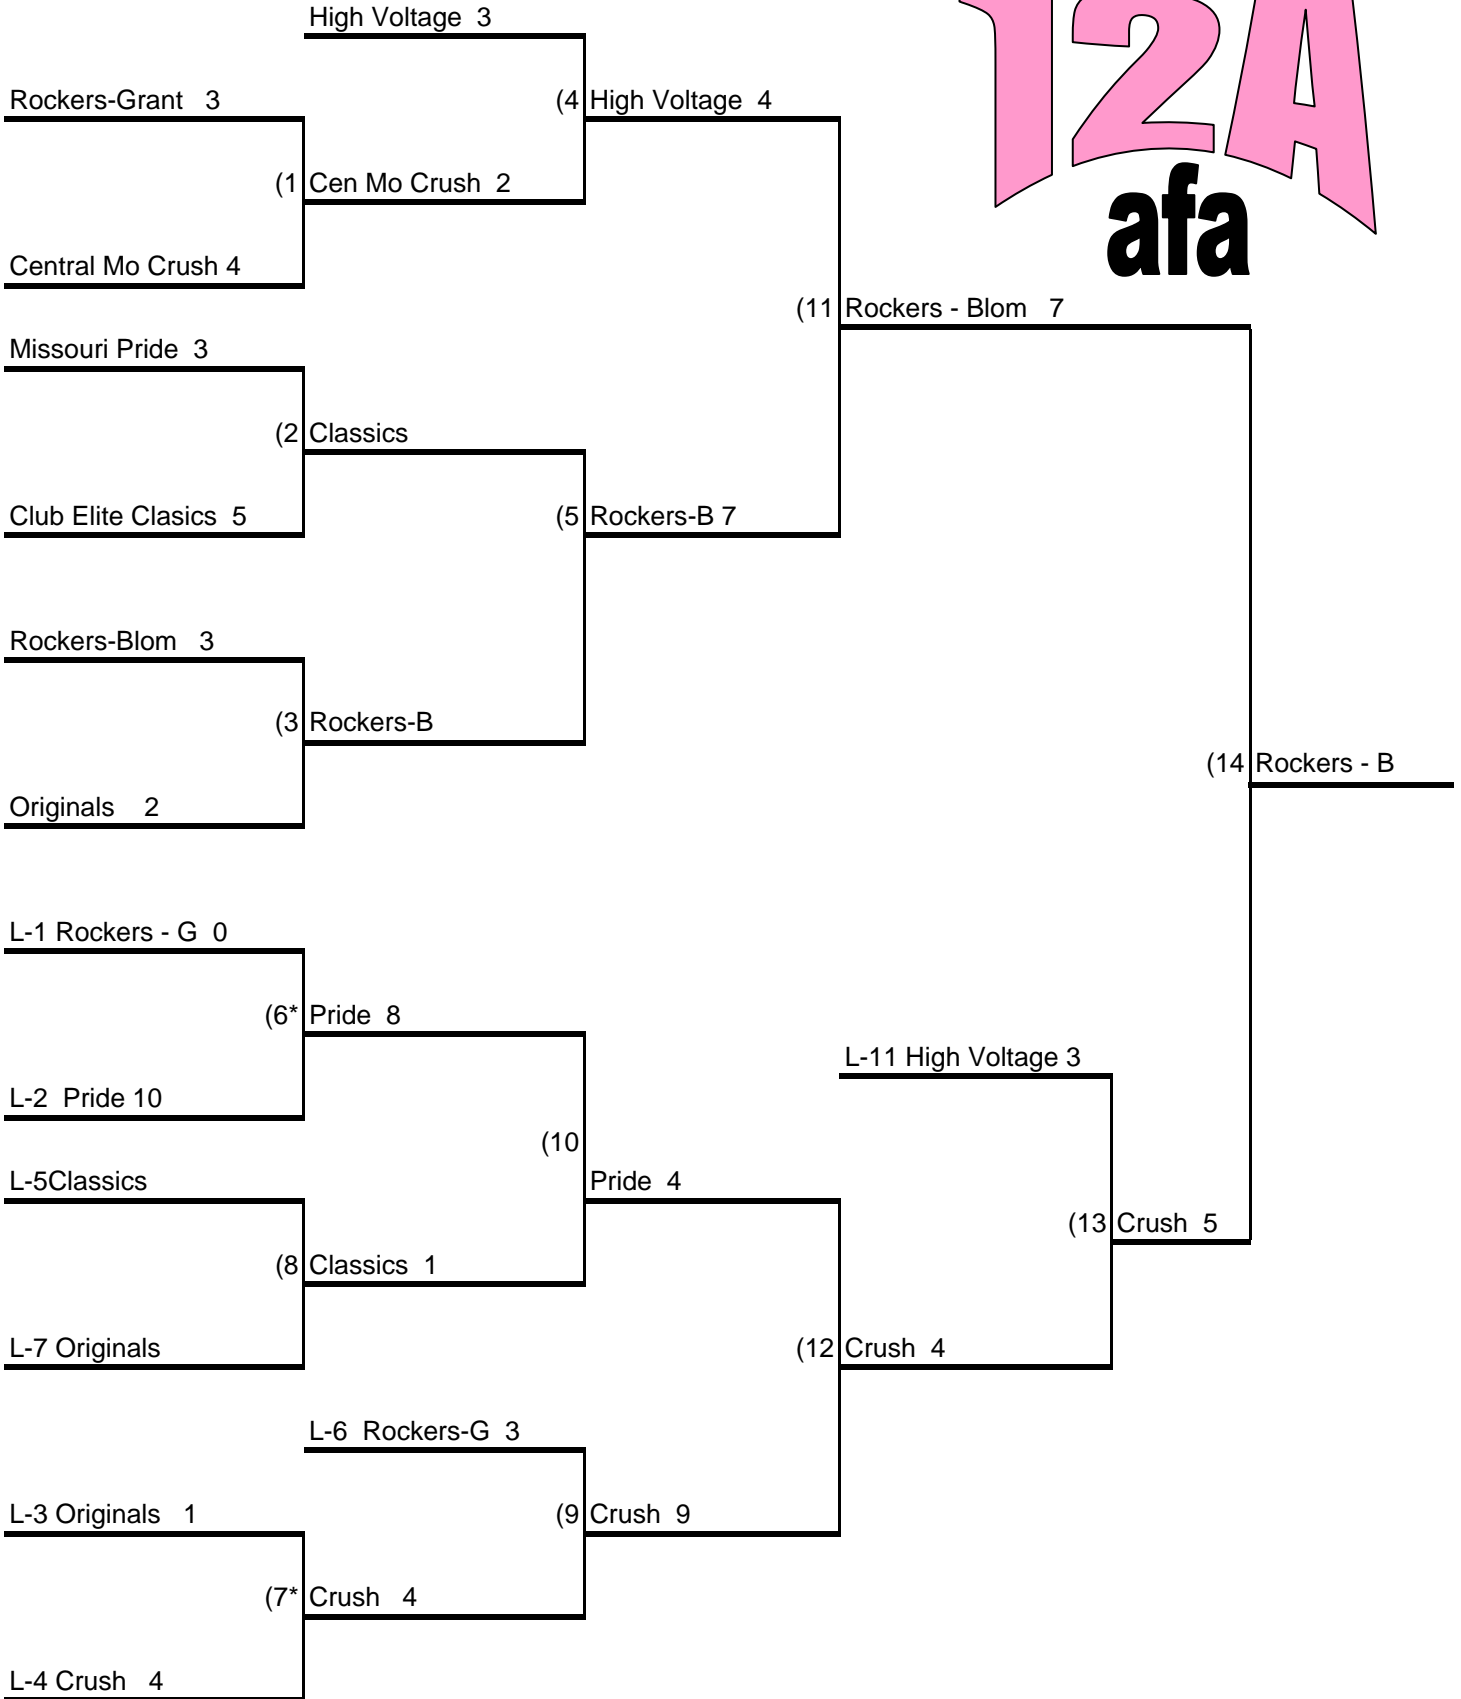 High Voltage 3
12A
afa
Rockers-Grant 3
(4 High Voltage 4
(1 Cen Mo Crush 2
Central Mo Crush 4
(11 Rockers - Blom 7
Missouri Pride 3
(2 Classics
Club Elite Clasics 5
(5 Rockers-B 7
Rockers-Blom 3
(3 Rockers-B
(14 Rockers - B
Originals 2
L-1 Rockers - G 0
(6* Pride 8
L-11 High Voltage 3
L-2 Pride 10
(10
L-5Classics
Pride 4
(13 Crush 5
(8 Classics 1
L-7 Originals
(12 Crush 4
L-6 Rockers-G 3
L-3 Originals 1
(9 Crush 9
(7* Crush 4
L-4 Crush 4